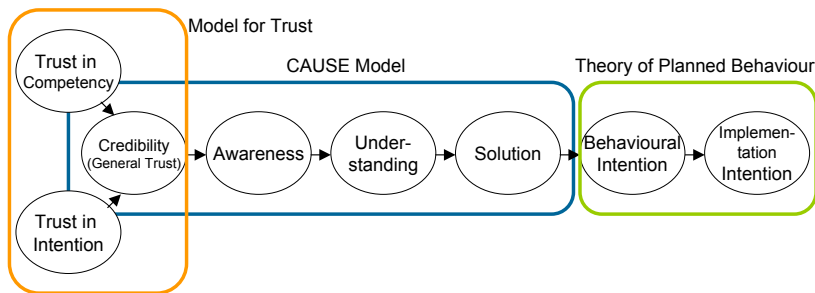 Model for Trust
CAUSE Model
Theory of Planned Behaviour
Trust in
Competency
Credibility
(General Trust)
Trust in
Intention
Awareness
Under-
standing
Solution
Behavioural
Intention
Implemen-
tation
Intention